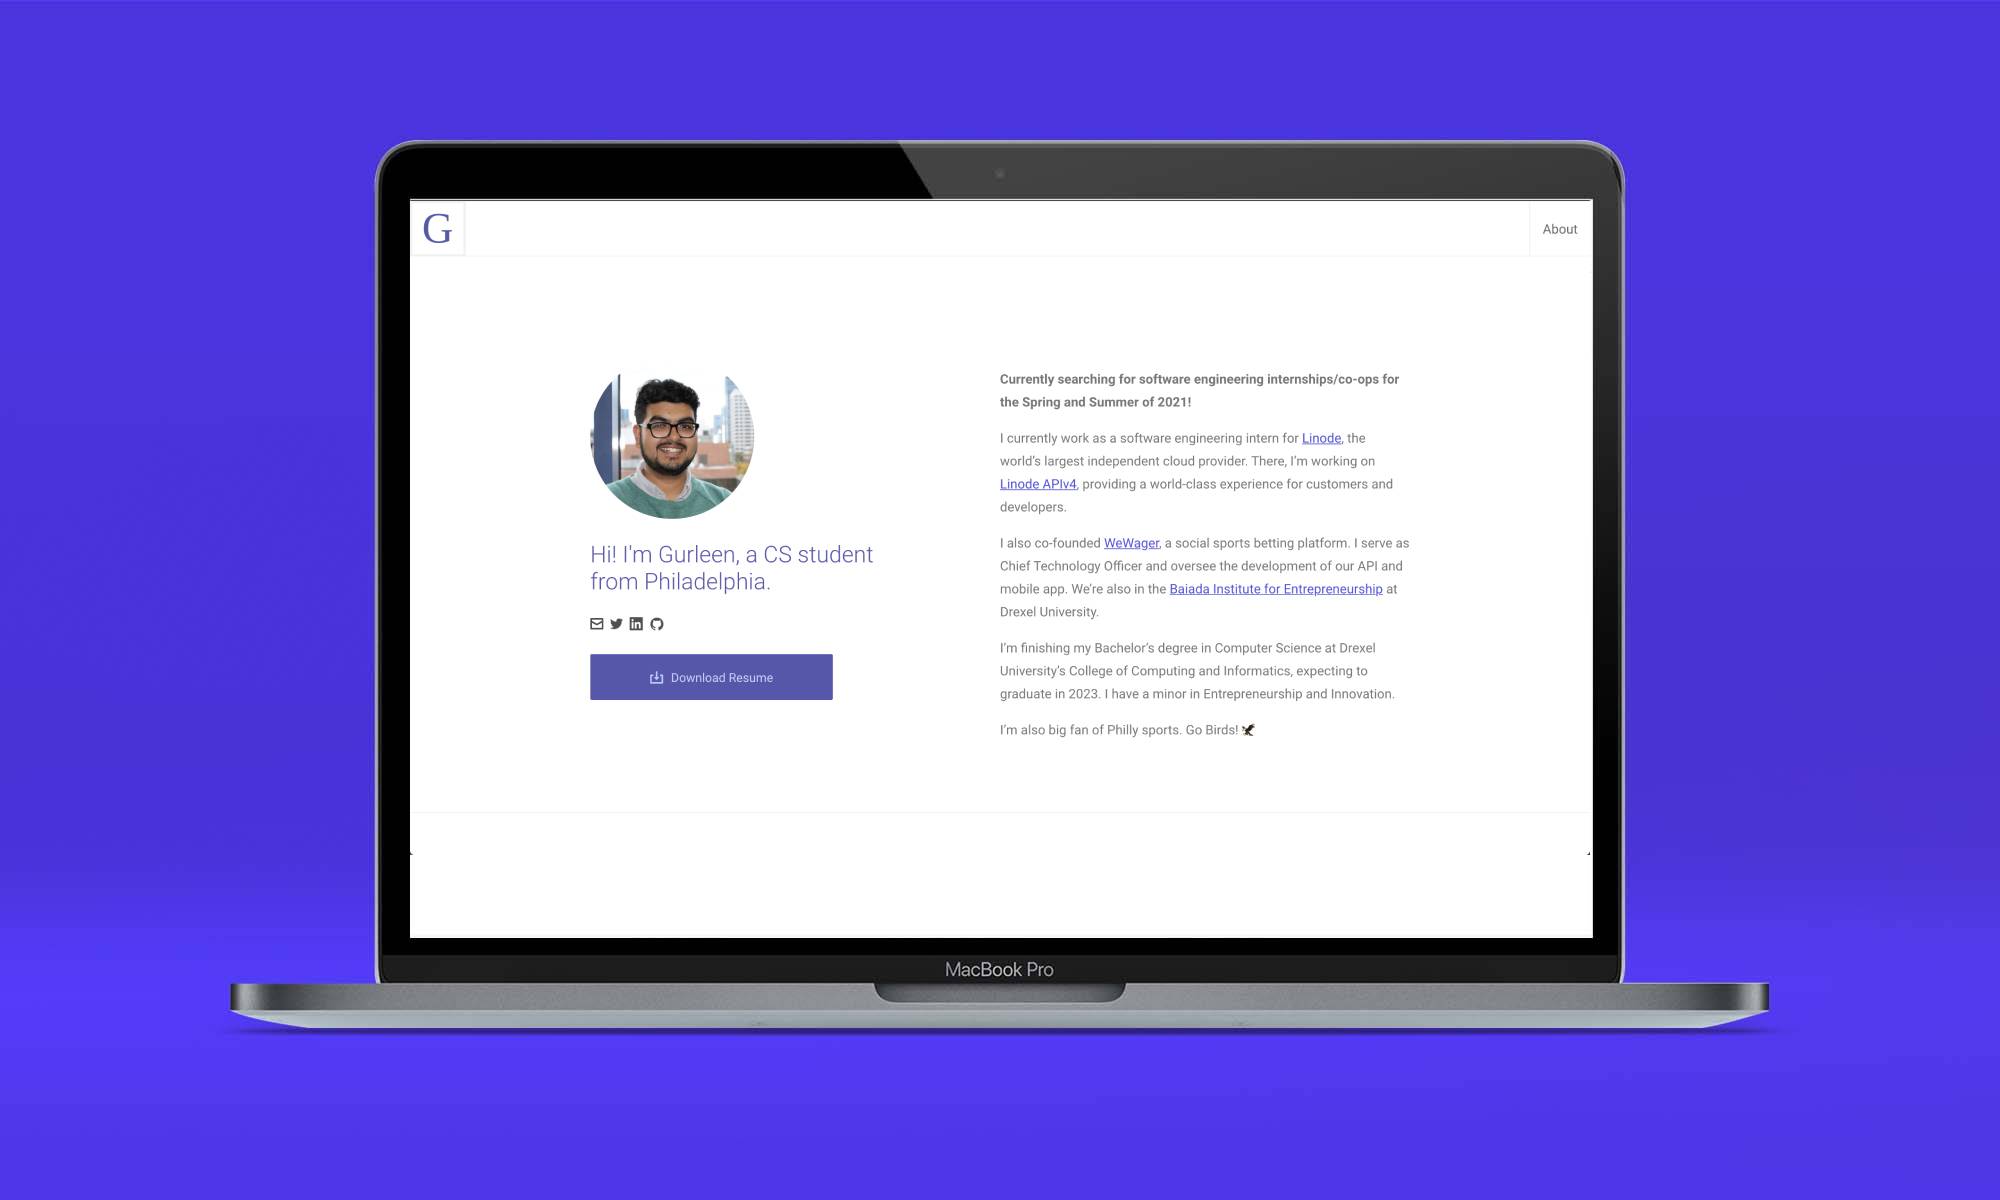 G
About
Hi! I'm Gurleen, a CS student
from Philadelphia.
Download Resume
Currently searching for software engineering internships/co-ops for
the Spring and Summer of 2021!
I currently work as a software engineering intern for Linode, the
world’s largest independent cloud provider. There, I’m working on
Linode APIv4, providing a world-class experience for customers and
developers.
I also co-founded WeWager, a social sports betting platform. I serve as
Chief Technology Officer and oversee the development of our API and
mobile app. We’re also in the Baiada Institute for Entrepreneurship at
Drexel University.
I’m finishing my Bachelor’s degree in Computer Science at Drexel
University’s College of Computing and Informatics, expecting to
graduate in 2023. I have a minor in Entrepreneurship and Innovation.
I’m also big fan of Philly sports. Go Birds! 🦅
MacBook Pro